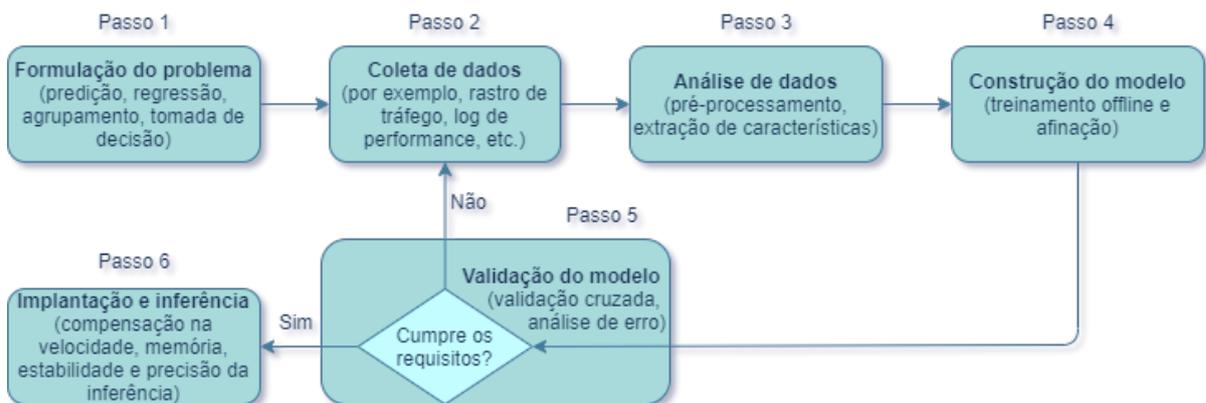 Passo 1
Formulação do problema
(predição, regressão,
agrupamento, tomada de
decisão)
Passo 2
Coleta de dados
(por exemplo, rastro de
tráfego, log de
performance, etc.)
Passo 3
Análise de dados
(pré-processamento,
extração de características)
Passo 4
Construção do modelo
(treinamento offline e
afinação)
Passo 5
Validação do modelo
(validação cruzada,
análise de erro)
Cumpre os
requisitos?
Não
Sim
Passo 6
Implantação e inferência
(compensação na
velocidade, memória,
estabilidade e precisão da
inferência)